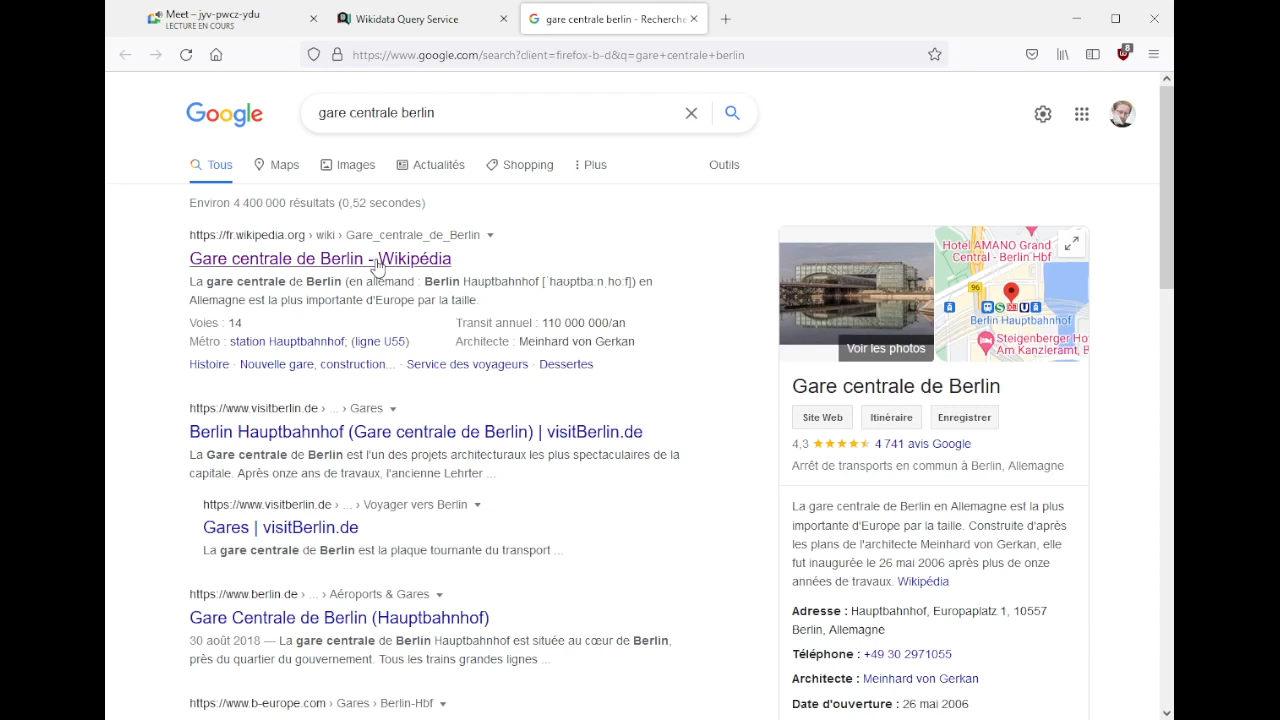 Meet – jyv-pwcz-ydu
LECTURE EN COURS
Wikidata Query Service
gare centrale berlin - Recherche
https://www.google.com/search?client=firefox-b-d&q=gare+centrale+berlin
8
Google
gare centrale berlin
Tous
Maps
Images
Actualités
Shopping
Plus
Outils
Environ 4 400 000 résultats (0,52 secondes)
https://fr.wikipedia.org › wiki › Gare_centrale_de_Berlin
Gare centrale de Berlin - Wikipédia
La gare centrale de Berlin (en allemand : Berlin Hauptbahnhof [ˈhaʊ̯ptbaːnˌhoːf]) en
Allemagne est la plus importante d'Europe par la taille.
Voies : 14
Transit annuel : 110 000 000/an
Métro : station Hauptbahnhof; (ligne U55)
Architecte : Meinhard von Gerkan
Histoire · Nouvelle gare, construction... · Service des voyageurs · Dessertes
https://www.visitberlin.de › ... › Gares
Berlin Hauptbahnhof (Gare centrale de Berlin) | visitBerlin.de
La Gare centrale de Berlin est l'un des projets architecturaux les plus spectaculaires de la
capitale. Après onze ans de travaux, l'ancienne Lehrter ...
https://www.visitberlin.de › ... › Voyager vers Berlin
Gares | visitBerlin.de
La gare centrale de Berlin est la plaque tournante du transport ...
https://www.berlin.de › ... › Aéroports & Gares
Gare Centrale de Berlin (Hauptbahnhof)
30 août 2018 — La gare centrale de Berlin Hauptbahnhof est située au cœur de Berlin,
près du quartier du gouvernement. Tous les trains grandes lignes ...
https://www.b-europe.com › Gares › Berlin-Hbf
Voir les photos
Hotel AMANO Grand
Central - Berlin Hbf
96
S
DB
U
Berlin Hauptbahnhof
Steigenberger Ho
Am Kanzleramt, B
Gare centrale de Berlin
Site Web
Itinéraire
Enregistrer
4,3
4 741 avis Google
Arrêt de transports en commun à Berlin, Allemagne
La gare centrale de Berlin en Allemagne est la plus
importante d'Europe par la taille. Construite d'après
les plans de l'architecte Meinhard von Gerkan, elle
fut inaugurée le 26 mai 2006 après plus de onze
années de travaux. Wikipédia
Adresse : Hauptbahnhof, Europaplatz 1, 10557
Berlin, Allemagne
Téléphone : +49 30 2971055
Architecte : Meinhard von Gerkan
Date d'ouverture : 26 mai 2006